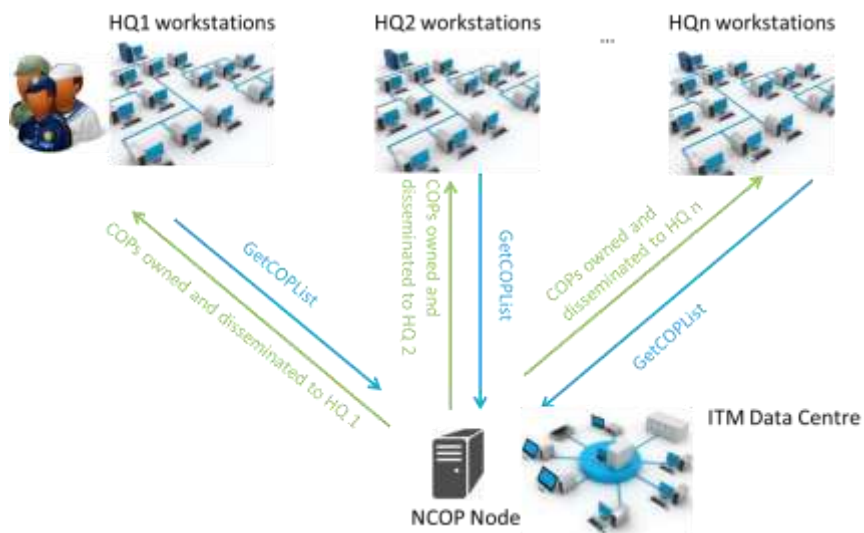 HQ1 workstations
HQ2 workstations
...
HQn workstations
GetCOPList
COPs owned and disseminated to HQ 1
COPs owned and
disseminated to HQ 2
GetCOPList
COPs owned and
disseminated to HQ n
GetCOPList
ITM Data Centre
NCOP Node